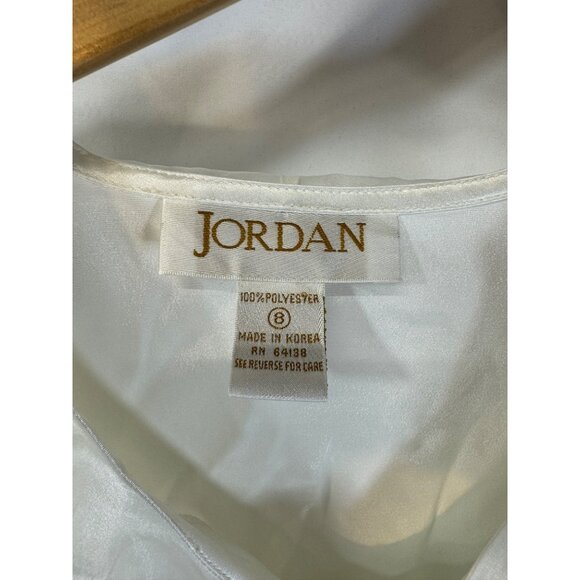 JORDAN
100% POLYESTER
8
MADE IN KOREA
RN 64138
SEE REVERSE FOR CARE